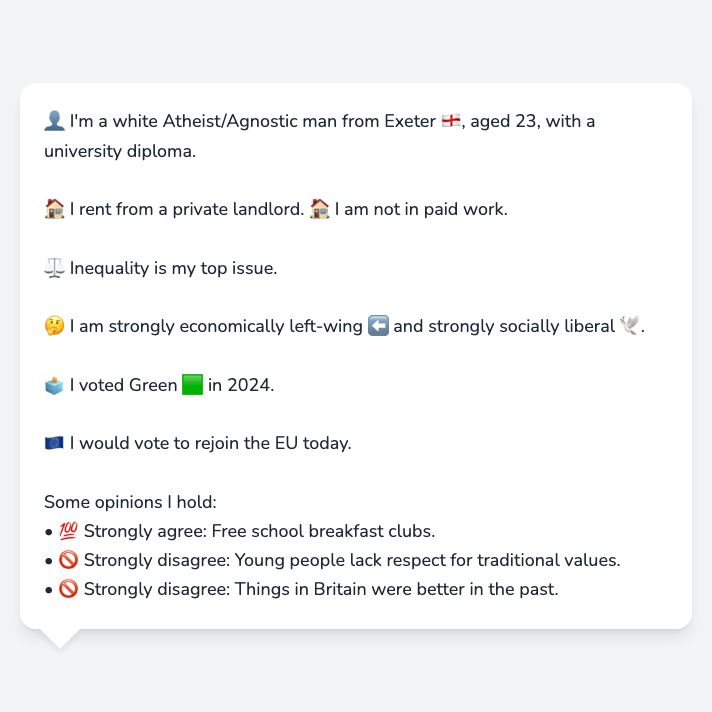 👤 I'm a white Atheist/Agnostic man from Exeter 🏴󠁧󠁢󠁥󠁮󠁧󠁿, aged 23, with a
university diploma.
🏠 I rent from a private landlord. 🏠 I am not in paid work.
⚖️ Inequality is my top issue.
🤔 I am strongly economically left-wing ⬅️ and strongly socially liberal 🕊️.
🗳️ I voted Green 🟩 in 2024.
🇪🇺 I would vote to rejoin the EU today.
Some opinions I hold:
• 💯 Strongly agree: Free school breakfast clubs.
• 🚫 Strongly disagree: Young people lack respect for traditional values.
• 🚫 Strongly disagree: Things in Britain were better in the past.